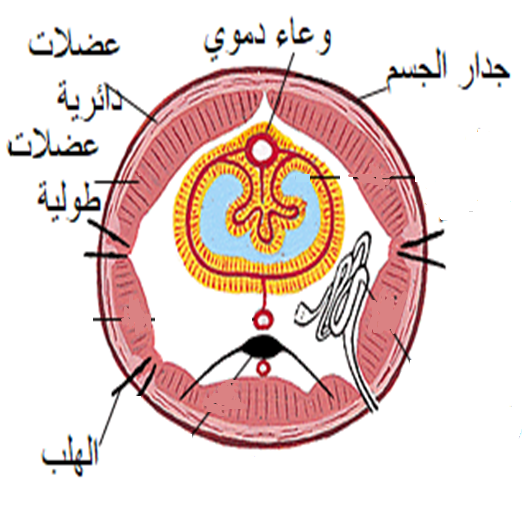 عضلات
دائرية
عضلات
طولية
وعاء دموي
جدار الجسم
الهلب